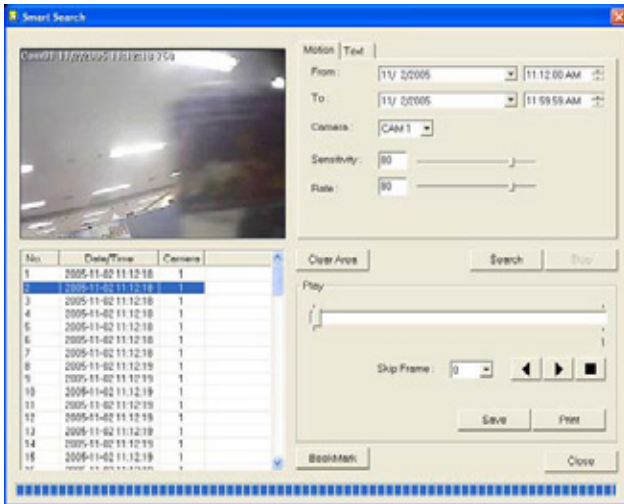 Smart Search
Cam01 11/2/2005 11:12:18
Motion Text
From: 11/ 2/2005 11:12:00 AM
To: 11/ 2/2005 11:59:59 AM
Camera: CAM 1
Sensitivity: 80
Rate: 80
No. Date/Time Camera
1 2005-11-02 11:12:18 1
2 2005-11-02 11:12:18 1
3 2005-11-02 11:12:18 1
4 2005-11-02 11:12:18 1
5 2005-11-02 11:12:18 1
6 2005-11-02 11:12:18 1
7 2005-11-02 11:12:18 1
8 2005-11-02 11:12:19 1
9 2005-11-02 11:12:19 1
10 2005-11-02 11:12:19 1
11 2005-11-02 11:12:19 1
12 2005-11-02 11:12:19 1
13 2005-11-02 11:12:19 1
14 2005-11-02 11:12:19 1
15 2005-11-02 11:12:19 1
Clear Area Search Stop
Play
1
Skip Frame: 0
Save Print
BookMark Close